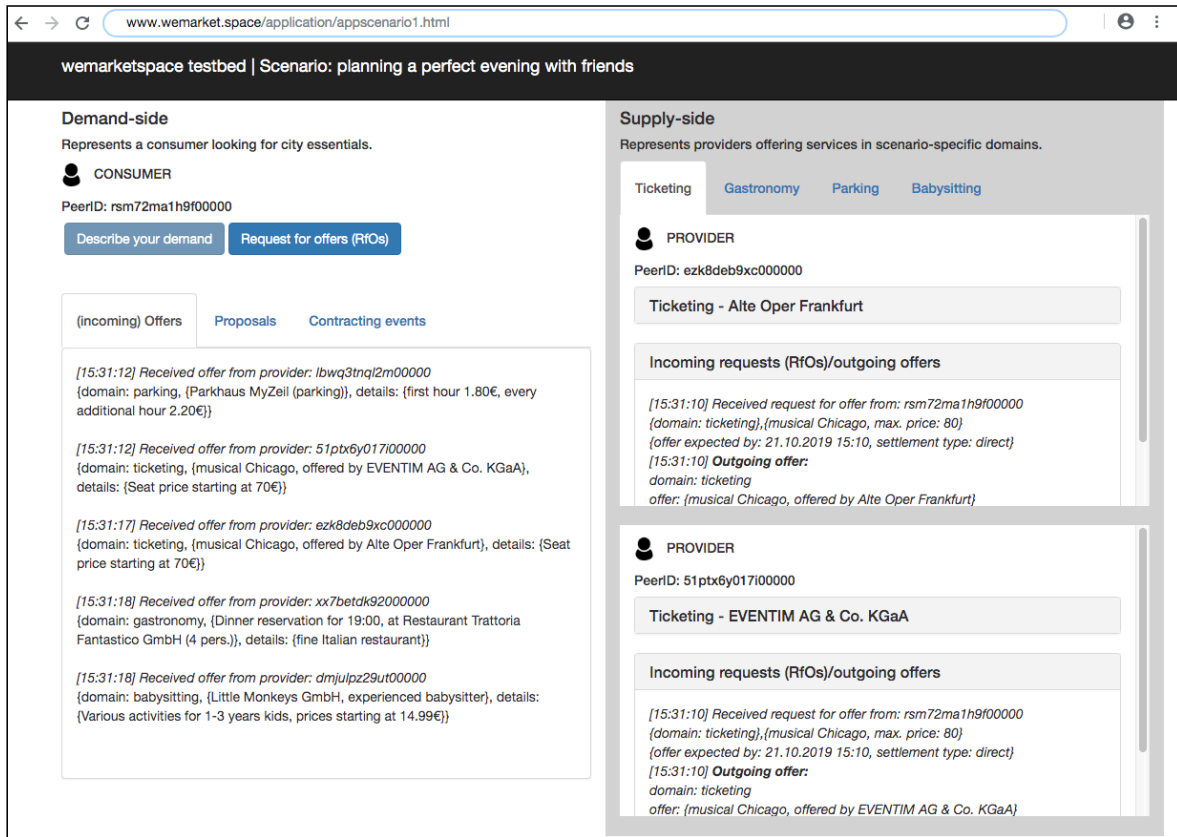 www.wemarket.space/application/appscenario1.html
wemarketspace testbed | Scenario: planning a perfect evening with friends
Demand-side
Represents a consumer looking for city essentials.
CONSUMER
PeerID: rsm72ma1h9f00000
Describe your demand
Request for offers (RfOs)
(incoming) Offers
Proposals
Contracting events
[15:31:12] Received offer from provider: lbwq3tnql2m00000
{domain: parking, {Parkhaus MyZeil (parking)}, details: {first hour 1.80€, every
additional hour 2.20€}}
[15:31:12] Received offer from provider: 51ptx6y017i00000
{domain: ticketing, {musical Chicago, offered by EVENTIM AG & Co. KGaA},
details: {Seat price starting at 70€}}
[15:31:17] Received offer from provider: ezk8deb9xc000000
{domain: ticketing, {musical Chicago, offered by Alte Oper Frankfurt}, details: {Seat
price starting at 70€}}
[15:31:18] Received offer from provider: xx7betdk92000000
{domain: gastronomy, {Dinner reservation for 19:00, at Restaurant Trattoria
Fantastico GmbH (4 pers.)}, details: {fine Italian restaurant}}
[15:31:18] Received offer from provider: dmjulpz29ut00000
{domain: babysitting, {Little Monkeys GmbH, experienced babysitter}, details:
{Various activities for 1-3 years kids, prices starting at 14.99€}}
Supply-side
Represents providers offering services in scenario-specific domains.
Ticketing
Gastronomy
Parking
Babysitting
PROVIDER
PeerID: ezk8deb9xc000000
Ticketing - Alte Oper Frankfurt
Incoming requests (RfOs)/outgoing offers
[15:31:10] Received request for offer from: rsm72ma1h9f00000
{domain: ticketing},{musical Chicago, max. price: 80}
{offer expected by: 21.10.2019 15:10, settlement type: direct}
[15:31:10] Outgoing offer:
domain: ticketing
offer: {musical Chicago, offered by Alte Oper Frankfurt}
PROVIDER
PeerID: 51ptx6y017i00000
Ticketing - EVENTIM AG & Co. KGaA
Incoming requests (RfOs)/outgoing offers
[15:31:10] Received request for offer from: rsm72ma1h9f00000
{domain: ticketing},{musical Chicago, max. price: 80}
{offer expected by: 21.10.2019 15:10, settlement type: direct}
[15:31:10] Outgoing offer:
domain: ticketing
offer: {musical Chicago, offered by EVENTIM AG & Co. KGaA}